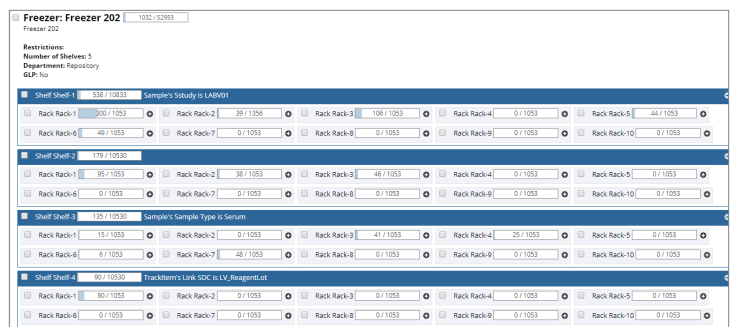 Freezer: Freezer 202 1032 / 52953
Freezer 202
Restrictions:
Number of Shelves: 5
Department: Repository
GLP: No
Shelf Shelf-1 538 / 10833 Sample's Sstudy is LABV01
Rack Rack-1 300 / 1053 Rack Rack-2 39 / 1356 Rack Rack-3 106 / 1053 Rack Rack-4 0 / 1053 Rack Rack-5 44 / 1053
Rack Rack-6 49 / 1053 Rack Rack-7 0 / 1053 Rack Rack-8 0 / 1053 Rack Rack-9 0 / 1053 Rack Rack-10 0 / 1053
Shelf Shelf-2 179 / 10530
Rack Rack-1 95 / 1053 Rack Rack-2 38 / 1053 Rack Rack-3 46 / 1053 Rack Rack-4 0 / 1053 Rack Rack-5 0 / 1053
Rack Rack-6 0 / 1053 Rack Rack-7 0 / 1053 Rack Rack-8 0 / 1053 Rack Rack-9 0 / 1053 Rack Rack-10 0 / 1053
Shelf Shelf-3 135 / 10530 Sample's Sample Type is Serum
Rack Rack-1 15 / 1053 Rack Rack-2 0 / 1053 Rack Rack-3 41 / 1053 Rack Rack-4 25 / 1053 Rack Rack-5 0 / 1053
Rack Rack-6 6 / 1053 Rack Rack-7 48 / 1053 Rack Rack-8 0 / 1053 Rack Rack-9 0 / 1053 Rack Rack-10 0 / 1053
Shelf Shelf-4 90 / 10530 TrackItem's Link SDC is LV_ReagentLot
Rack Rack-1 90 / 1053 Rack Rack-2 0 / 1053 Rack Rack-3 0 / 1053 Rack Rack-4 0 / 1053 Rack Rack-5 0 / 1053
Rack Rack-6 0 / 1053 Rack Rack-7 0 / 1053 Rack Rack-8 0 / 1053 Rack Rack-9 0 / 1053 Rack Rack-10 0 / 1053